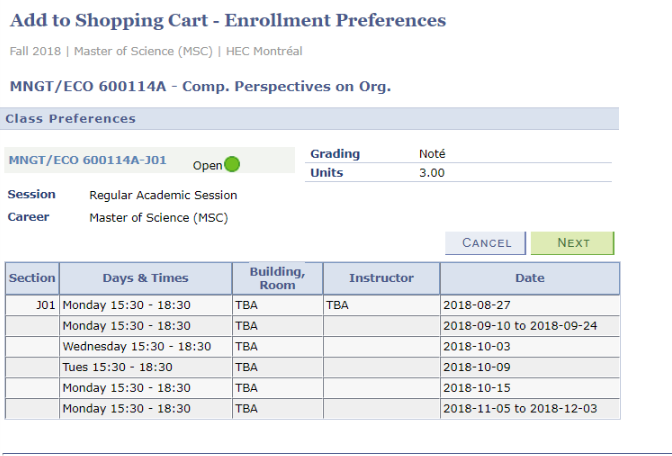 Add to Shopping Cart - Enrollment Preferences
Fall 2018 | Master of Science (MSC) | HEC Montréal
MNGT/ECO 600114A - Comp. Perspectives on Org.
Class Preferences
MNGT/ECO 600114A-J01 Open
Grading Noté
Units 3.00
Session Regular Academic Session
Career Master of Science (MSC)
CANCEL NEXT
Section Days & Times Building, Room Instructor Date
J01 Monday 15:30 - 18:30 TBA TBA 2018-08-27
Monday 15:30 - 18:30 TBA 2018-09-10 to 2018-09-24
Wednesday 15:30 - 18:30 TBA 2018-10-03
Tues 15:30 - 18:30 TBA 2018-10-09
Monday 15:30 - 18:30 TBA 2018-10-15
Monday 15:30 - 18:30 TBA 2018-11-05 to 2018-12-03